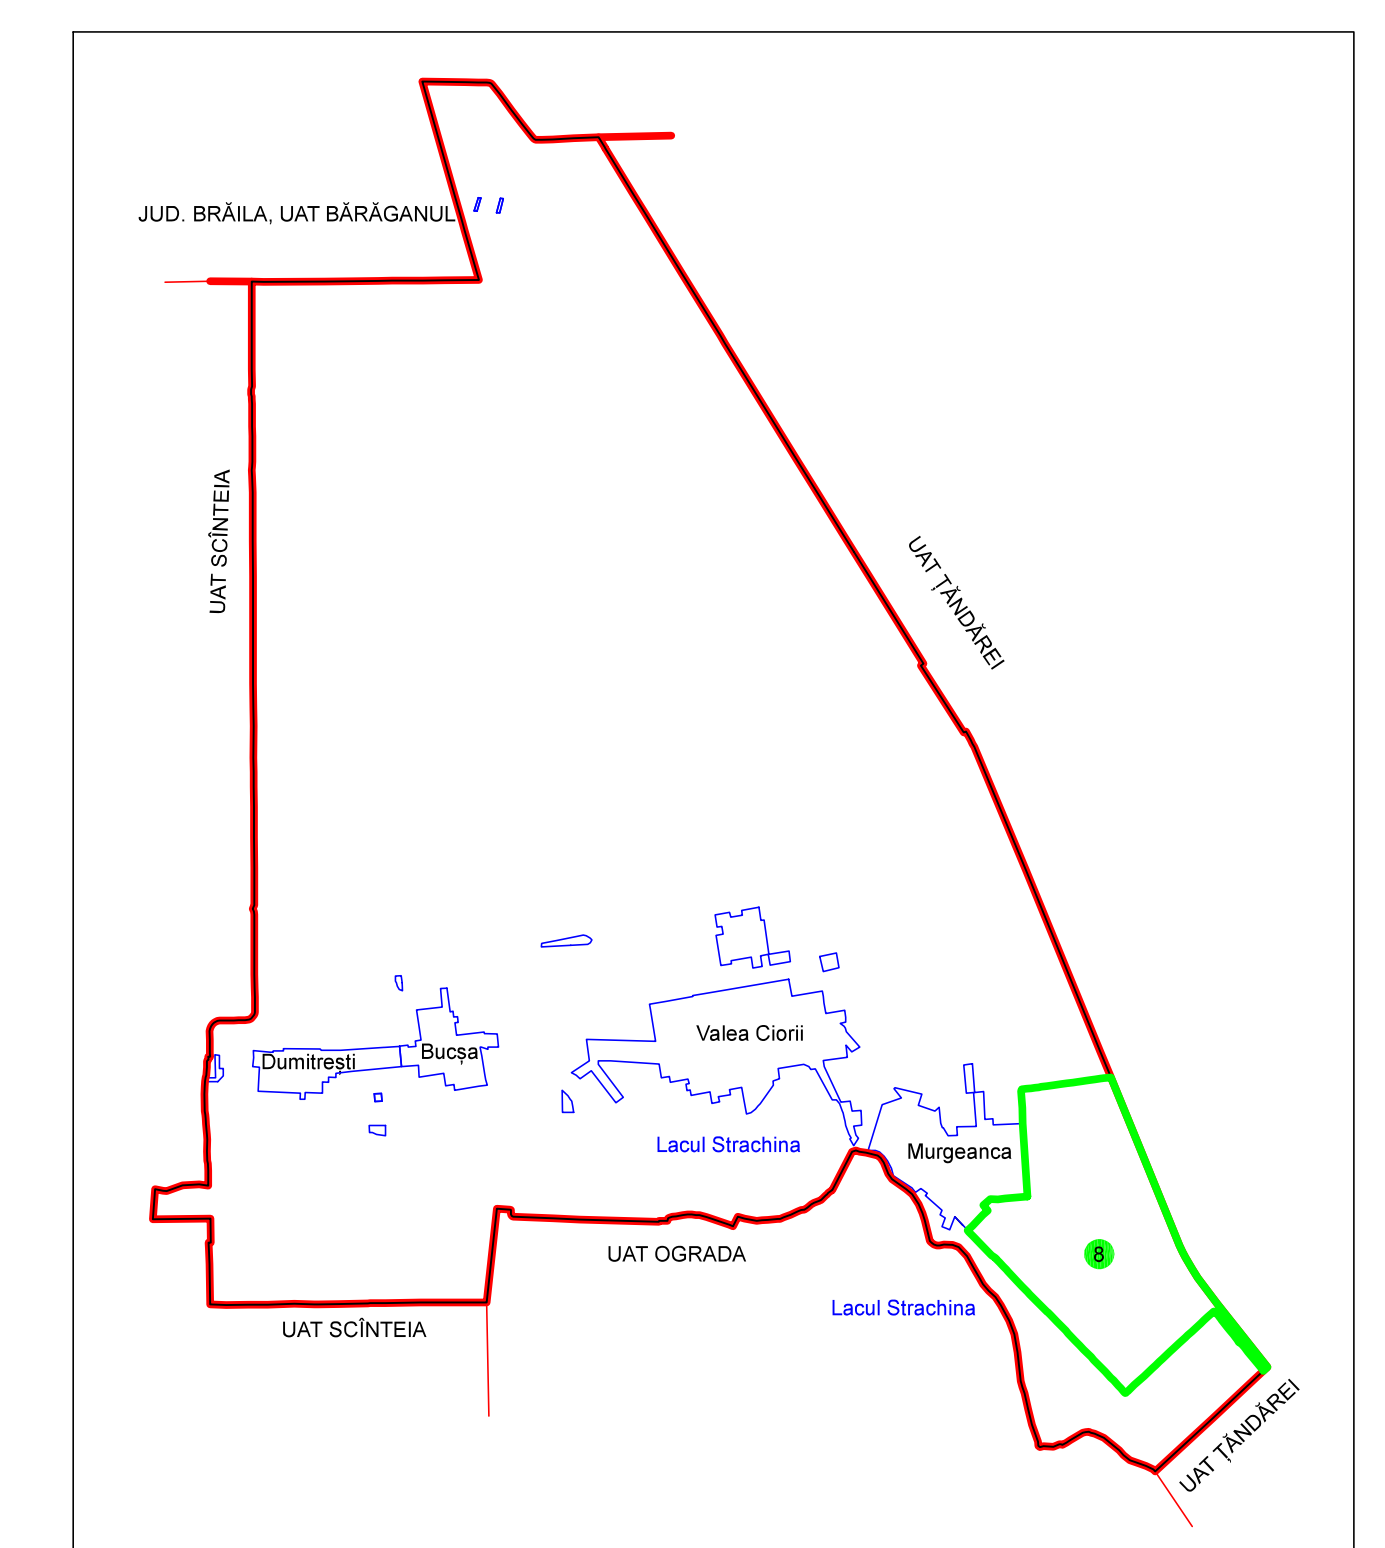 JUD. BRĂILA, UAT BĂRĂGANUL
UAT SCÎNTEIA
UAT ȚĂNDĂREI
Valea Ciorii
Bucșa
Dumitrești
Lacul Strachina
Murgeanca
UAT OGRADA
8
Lacul Strachina
UAT SCÎNTEIA
UAT ȚĂNDĂREI